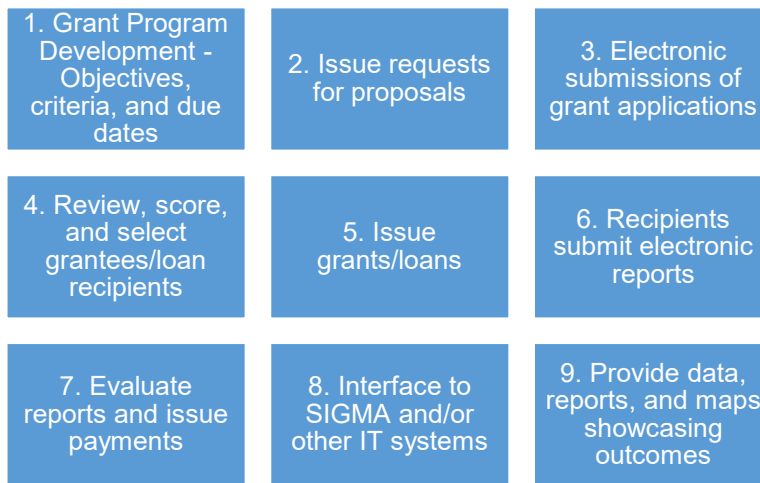 1. Grant Program
Development -
Objectives,
criteria, and due
dates
2. Issue requests
for proposals
3. Electronic
submissions of
grant applications
4. Review, score,
and select
grantees/loan
recipients
5. Issue
grants/loans
6. Recipients
submit electronic
reports
7. Evaluate
reports and issue
payments
8. Interface to
SIGMA and/or
other IT systems
9. Provide data,
reports, and maps
showcasing
outcomes